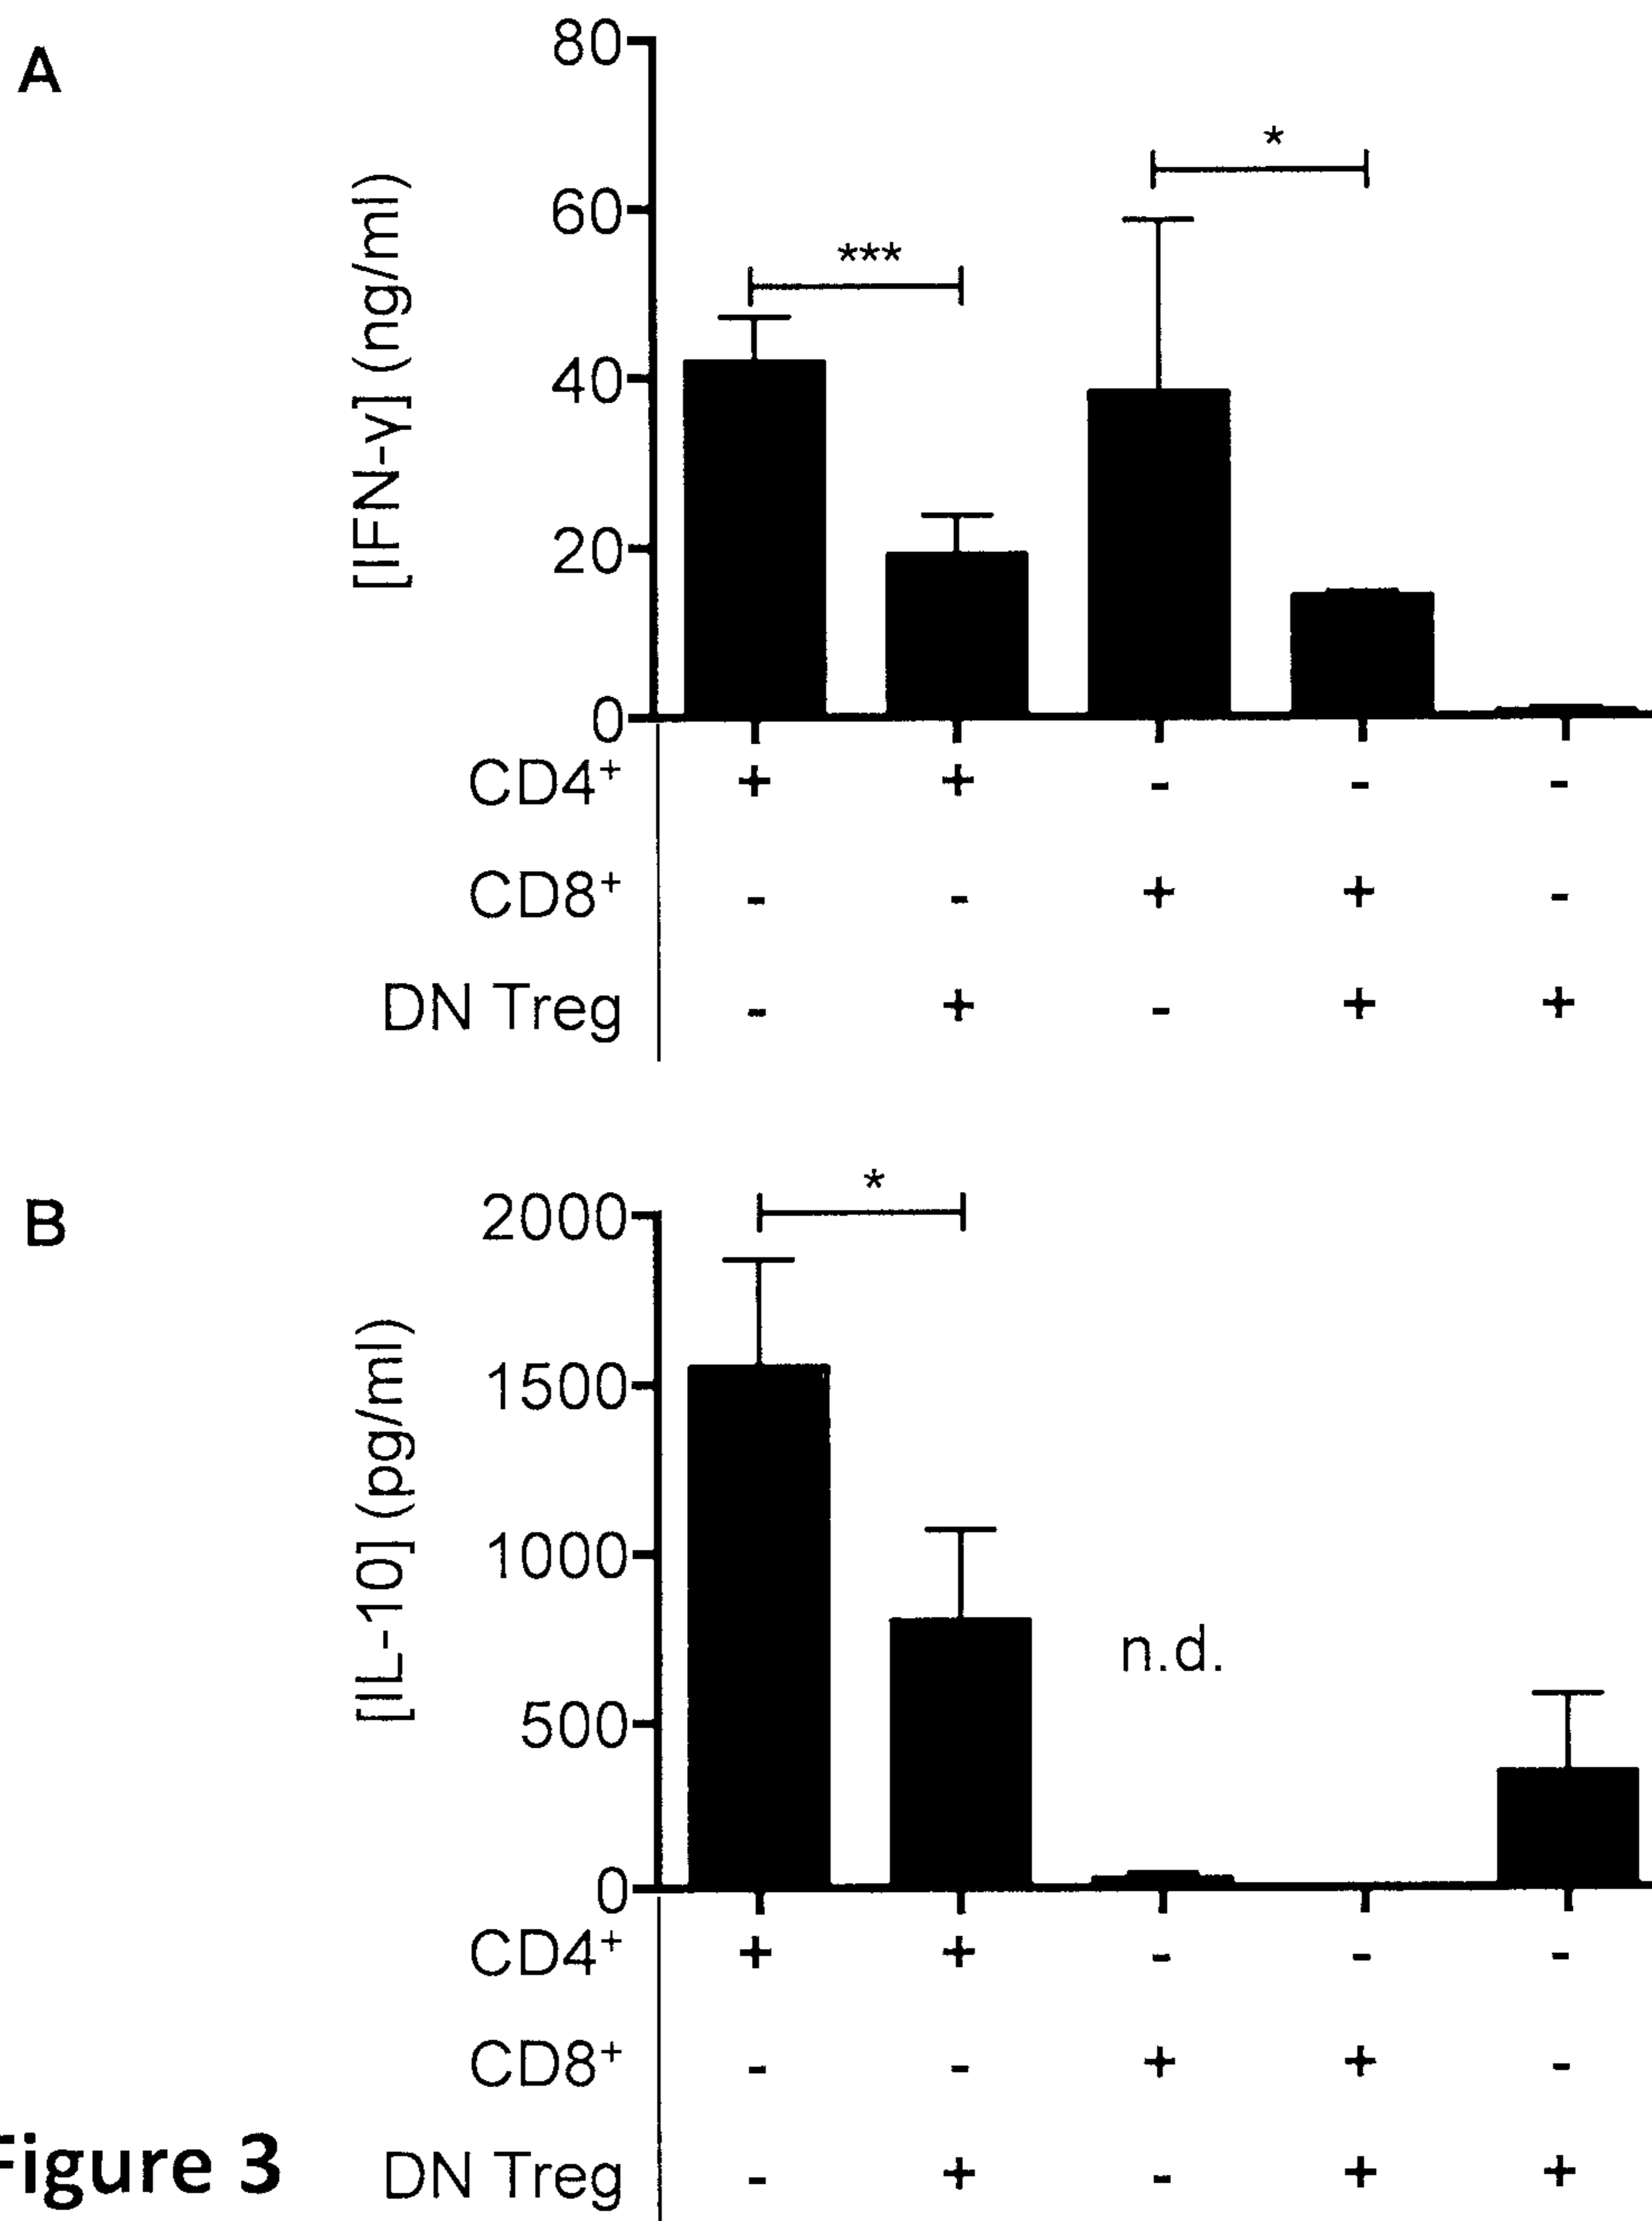 A
80
*
60
***
[IFN-γ] (ng/ml)
40
20
0
CD4⁺ + + - - -
CD8⁺ - - + + -
DN Treg - + - + +
B
2000
*
1500
[IL-10] (pg/ml)
1000
n.d.
500
0
CD4⁺ + + - - -
CD8⁺ - - + + -
DN Treg - + - + +
Figure 3